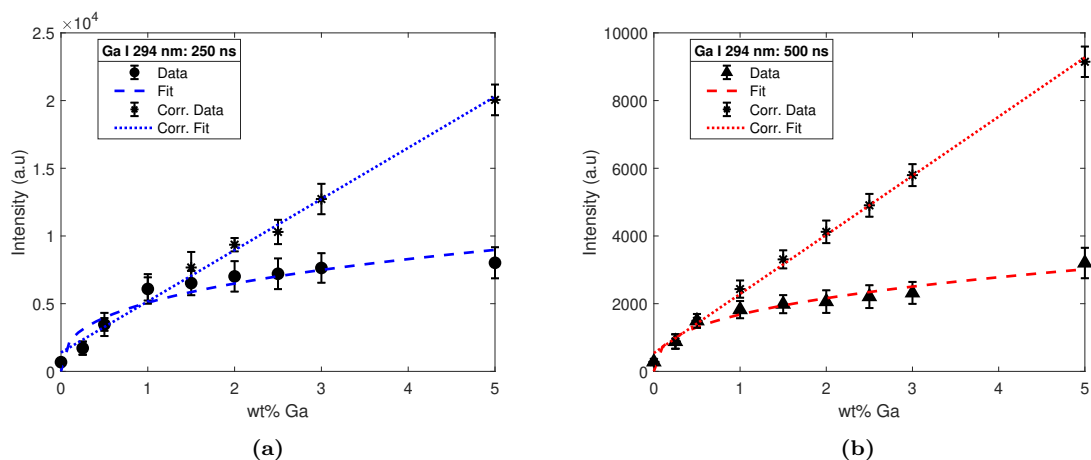 ×10⁴
2.5
2
1.5
1
0.5
0
Intensity (a.u)
Ga I 294 nm: 250 ns
Data
Fit
Corr. Data
Corr. Fit
0 1 2 3 4 5
wt% Ga
(a)
10000
8000
6000
4000
2000
0
Intensity (a.u)
Ga I 294 nm: 500 ns
Data
Fit
Corr. Data
Corr. Fit
0 1 2 3 4 5
wt% Ga
(b)